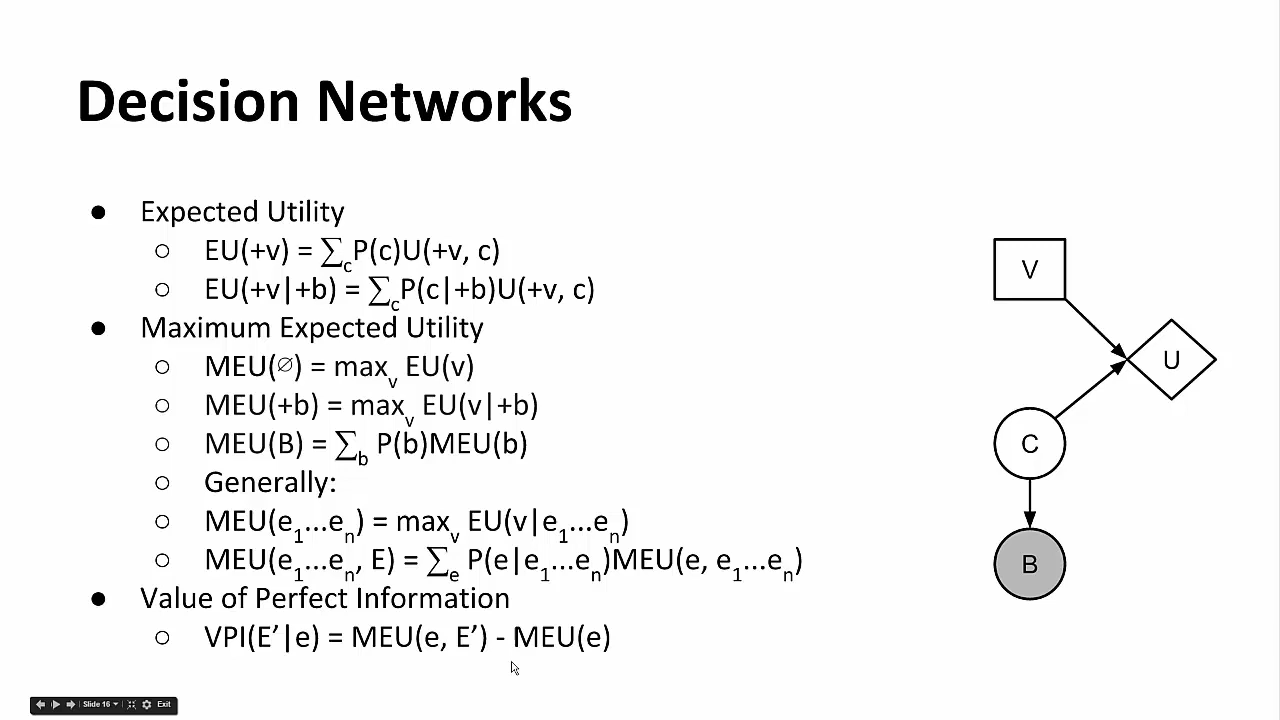 Decision Networks
● Expected Utility
○ EU(+v) = ∑cP(c)U(+v, c)
○ EU(+v|+b) = ∑cP(c|+b)U(+v, c)
● Maximum Expected Utility
○ MEU(∅) = maxv EU(v)
○ MEU(+b) = maxv EU(v|+b)
○ MEU(B) = ∑b P(b)MEU(b)
○ Generally:
○ MEU(e1...en) = maxv EU(v|e1...en)
○ MEU(e1...en, E) = ∑e P(e|e1...en)MEU(e, e1...en)
● Value of Perfect Information
○ VPI(E’|e) = MEU(e, E’) - MEU(e)
V
U
C
B
Slide 16 Exit